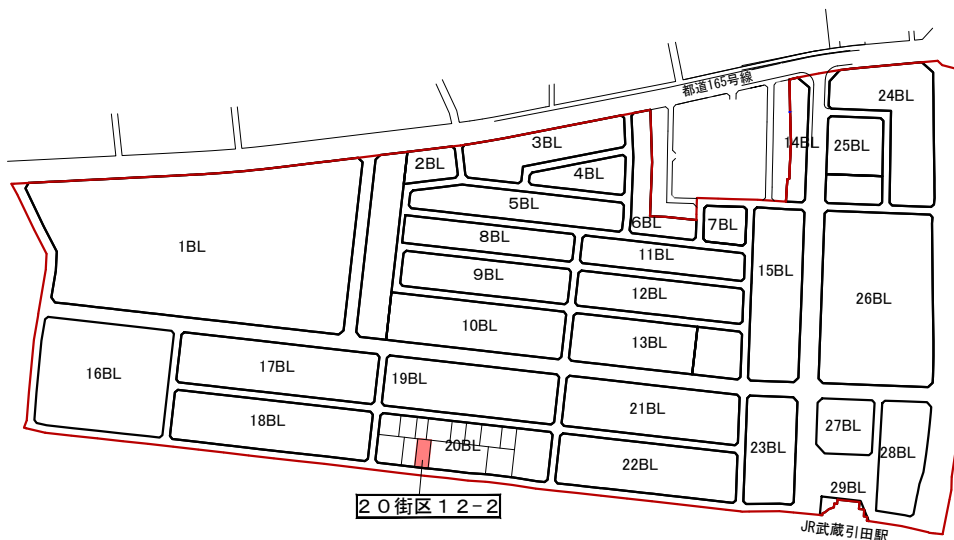 都道165号線
24BL
3BL
14BL
25BL
2BL
4BL
5BL
6BL
7BL
8BL
1BL
11BL
15BL
9BL
12BL
26BL
10BL
13BL
17BL
16BL
19BL
21BL
18BL
27BL
20BL
23BL
28BL
22BL
29BL
20街区12-2
JR武蔵引田駅